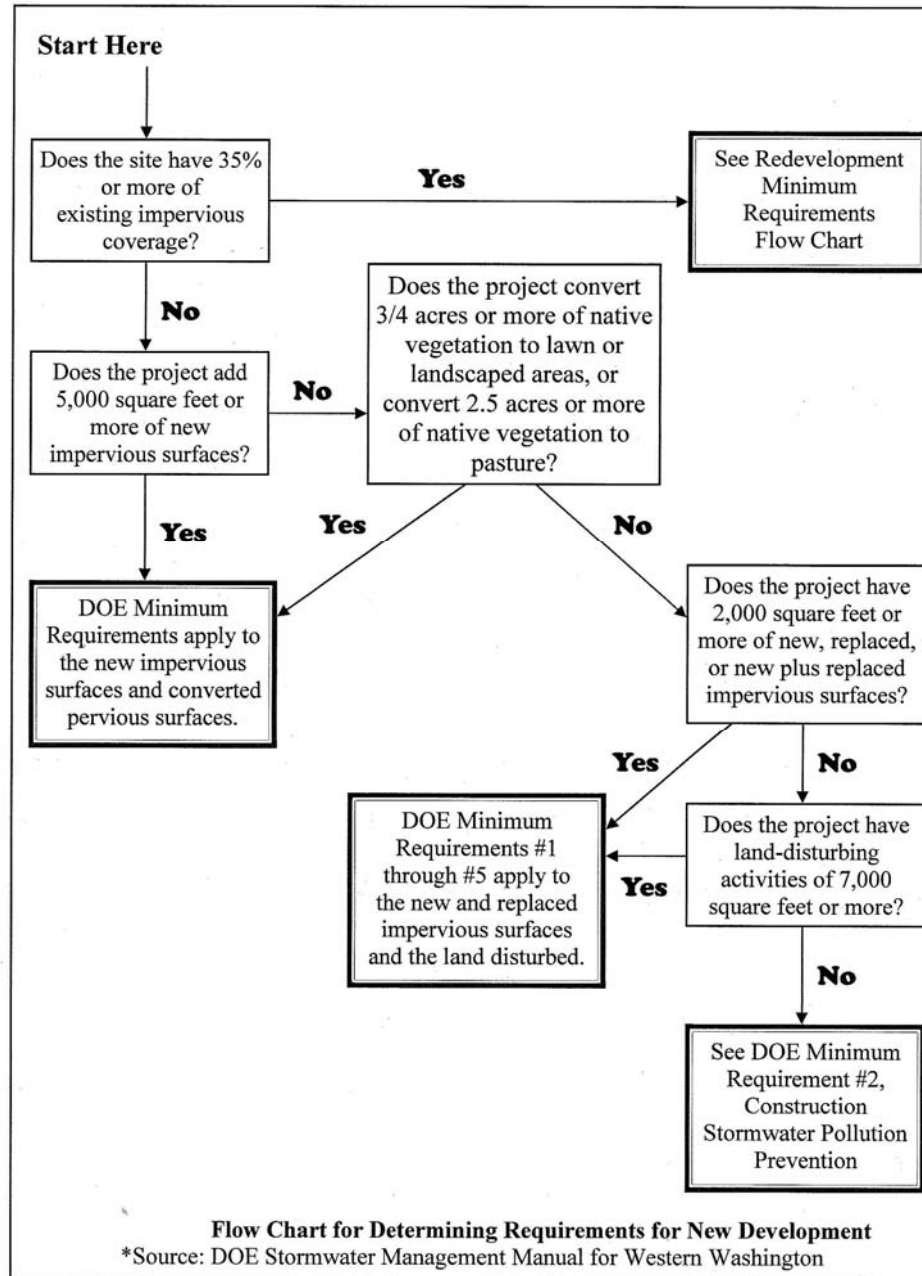 Start Here
Does the site have 35%
or more of
existing impervious
coverage?
Yes
See Redevelopment
Minimum
Requirements
Flow Chart
No
Does the project convert
3/4 acres or more of native
vegetation to lawn or
landscaped areas, or
convert 2.5 acres or more
of native vegetation to
pasture?
Does the project add
5,000 square feet or
more of new
impervious surfaces?
No
Yes
Yes
No
DOE Minimum
Requirements apply to
the new impervious
surfaces and converted
pervious surfaces.
Does the project have
2,000 square feet or
more of new, replaced,
or new plus replaced
impervious surfaces?
Yes
No
DOE Minimum
Requirements #1
through #5 apply to
the new and replaced
impervious surfaces
and the land disturbed.
Yes
Does the project have
land-disturbing
activities of 7,000
square feet or more?
No
See DOE Minimum
Requirement #2,
Construction
Stormwater Pollution
Prevention
Flow Chart for Determining Requirements for New Development
*Source: DOE Stormwater Management Manual for Western Washington